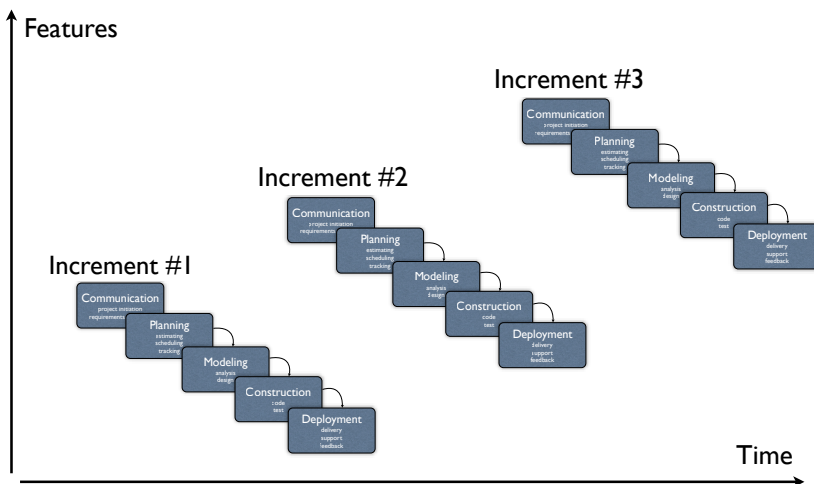 Features
Increment #3
Communication
project initiation
requirements
Planning
estimating
scheduling
tracking
Modeling
analysis
design
Construction
code
test
Deployment
delivery
support
feedback
Increment #2
Communication
project initiation
requirements
Planning
estimating
scheduling
tracking
Modeling
analysis
design
Construction
code
test
Deployment
delivery
support
feedback
Increment #1
Communication
project initiation
requirements
Planning
estimating
scheduling
tracking
Modeling
analysis
design
Construction
code
test
Deployment
delivery
support
feedback
Time